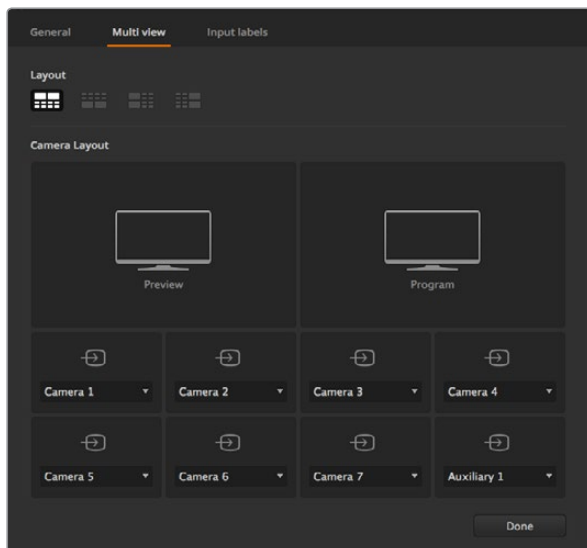 General Multi view Input labels
Layout
Camera Layout
Preview Program
Camera 1 Camera 2 Camera 3 Camera 4
Camera 5 Camera 6 Camera 7 Auxiliary 1
Done